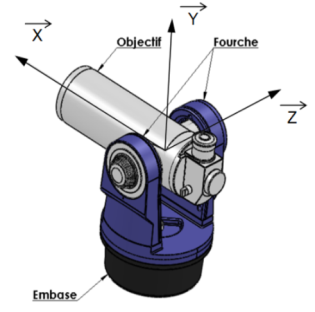 Y
X
Objectif
Fourche
Z
Embase